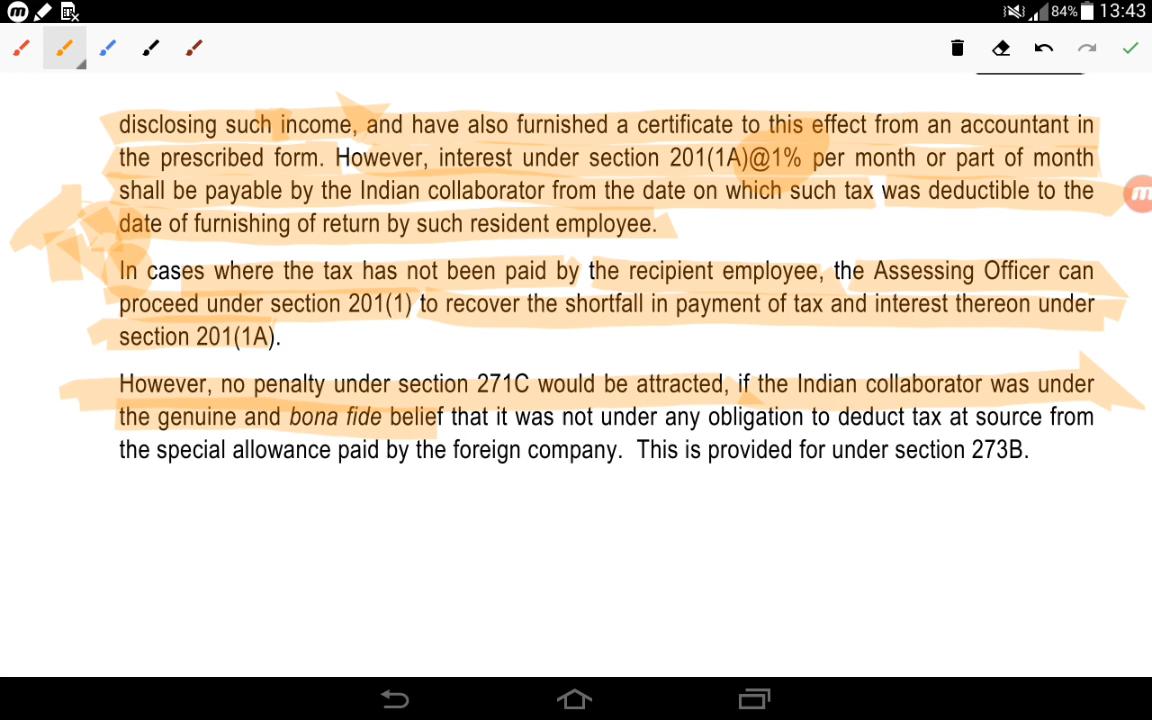 84% 13:43
disclosing such income, and have also furnished a certificate to this effect from an accountant in
the prescribed form. However, interest under section 201(1A)@1% per month or part of month
shall be payable by the Indian collaborator from the date on which such tax was deductible to the
date of furnishing of return by such resident employee.
In cases where the tax has not been paid by the recipient employee, the Assessing Officer can
proceed under section 201(1) to recover the shortfall in payment of tax and interest thereon under
section 201(1A).
However, no penalty under section 271C would be attracted, if the Indian collaborator was under
the genuine and bona fide belief that it was not under any obligation to deduct tax at source from
the special allowance paid by the foreign company. This is provided for under section 273B.